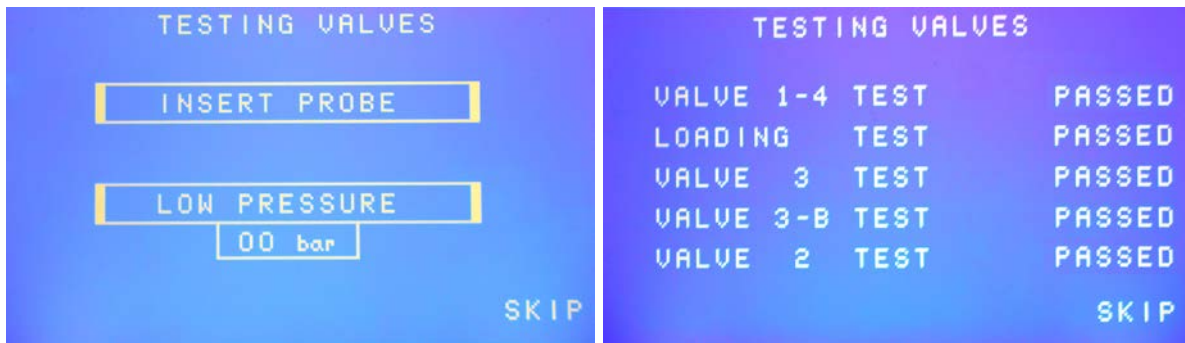 TESTING VALVES
INSERT PROBE
LOW PRESSURE
00 bar
SKIP
TESTING VALVES
VALVE 1-4 TEST PASSED
LOADING TEST PASSED
VALVE 3 TEST PASSED
VALVE 3-B TEST PASSED
VALVE 2 TEST PASSED
SKIP